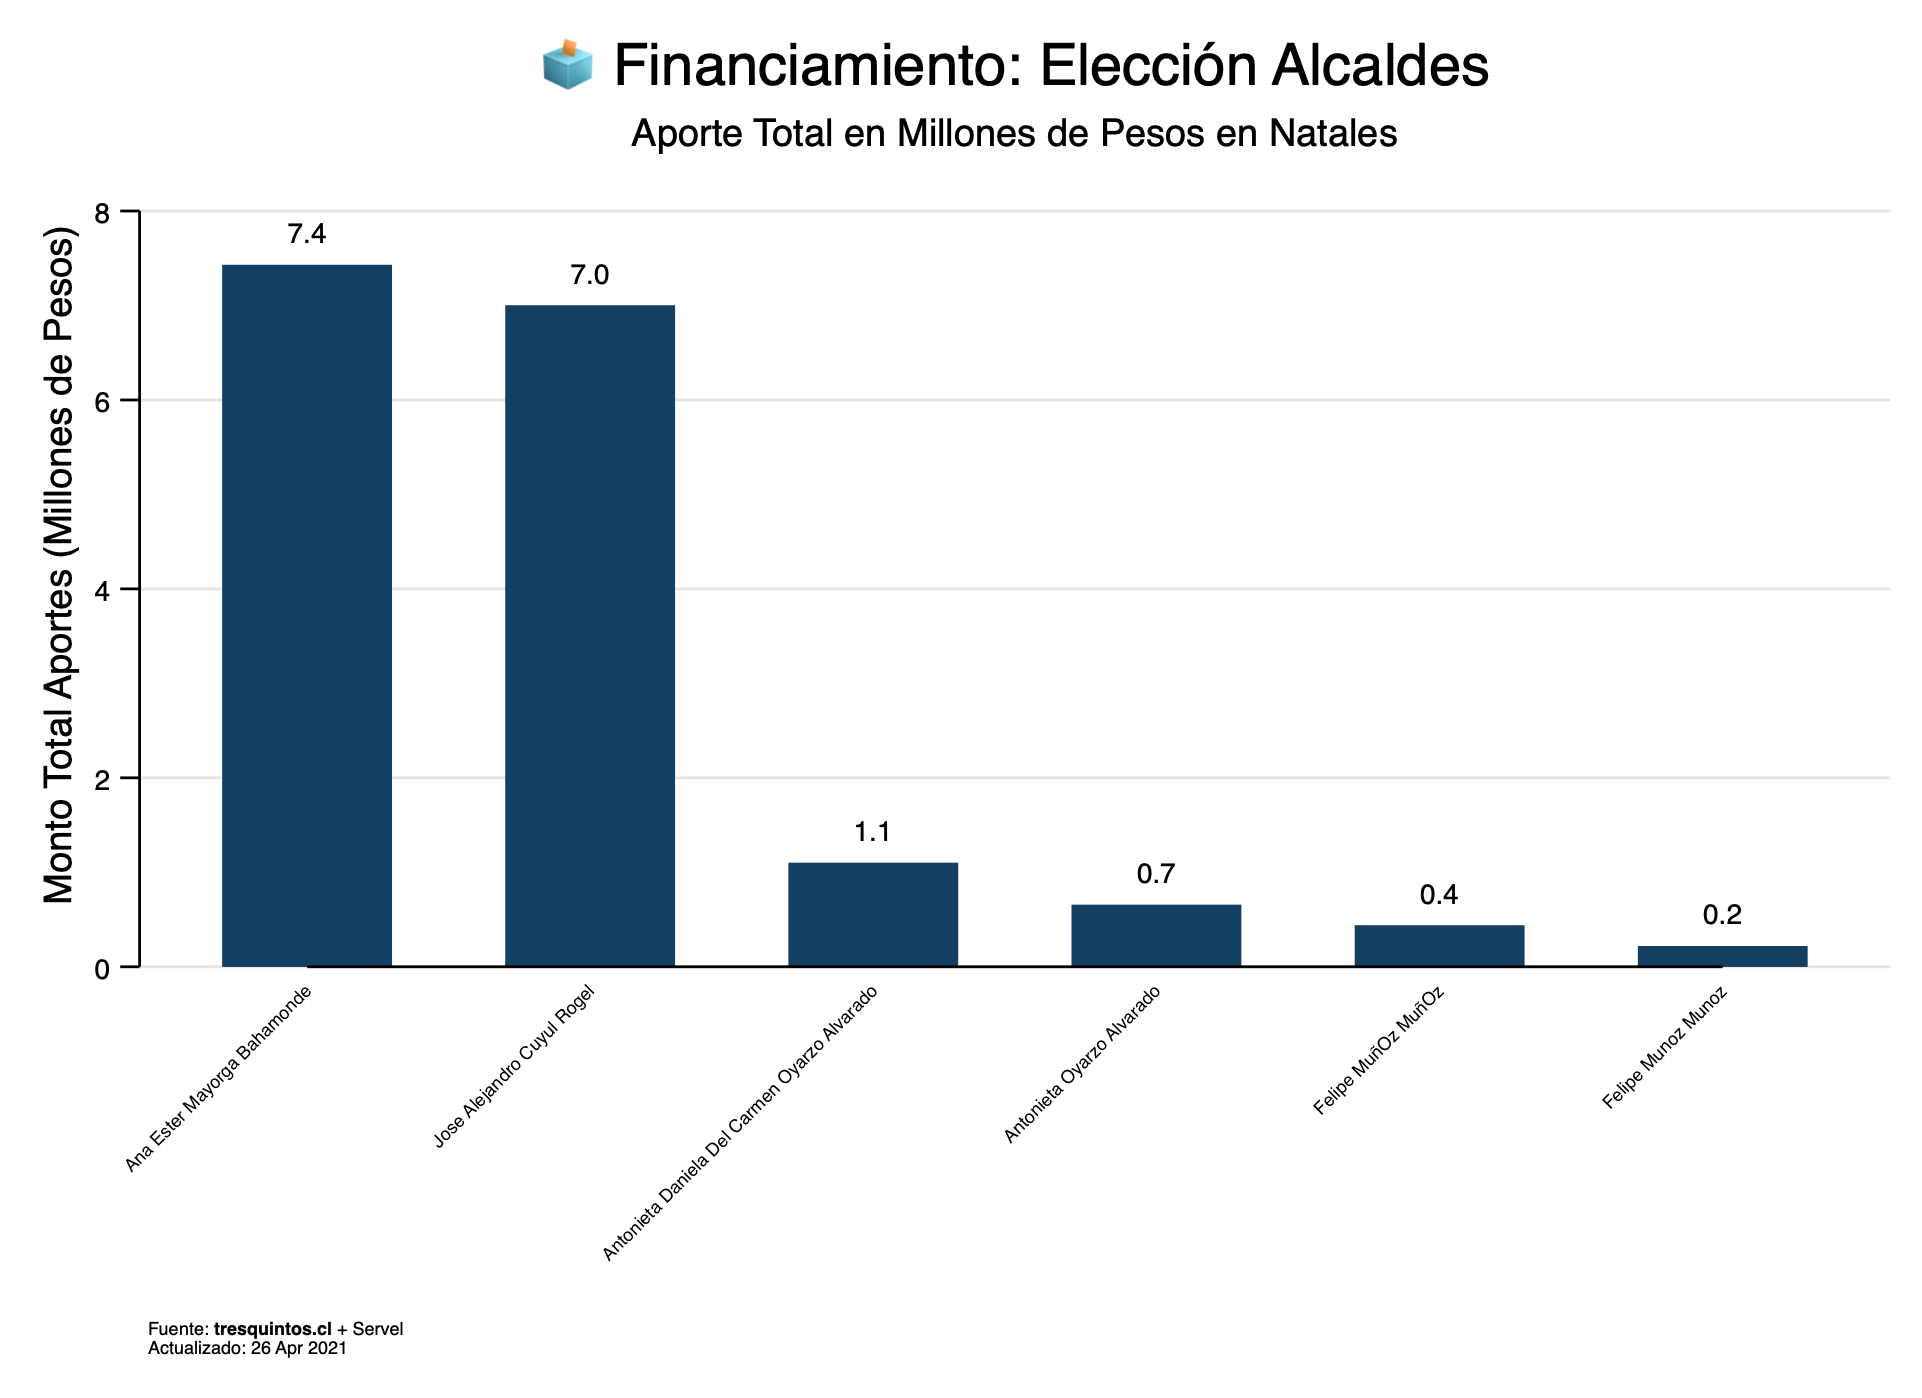 Financiamiento: Elección Alcaldes
Aporte Total en Millones de Pesos en Natales
Monto Total Aportes (Millones de Pesos)
8
6
4
2
0
7.4
7.0
1.1
0.7
0.4
0.2
Ana Ester Mayorga Bahamonde
Jose Alejandro Cuyul Rogel
Antonieta Daniela Del Carmen Oyarzo Alvarado
Antonieta Oyarzo Alvarado
Felipe MuñOz MuñOz
Felipe Munoz Munoz
Fuente: tresquintos.cl + Servel
Actualizado: 26 Apr 2021